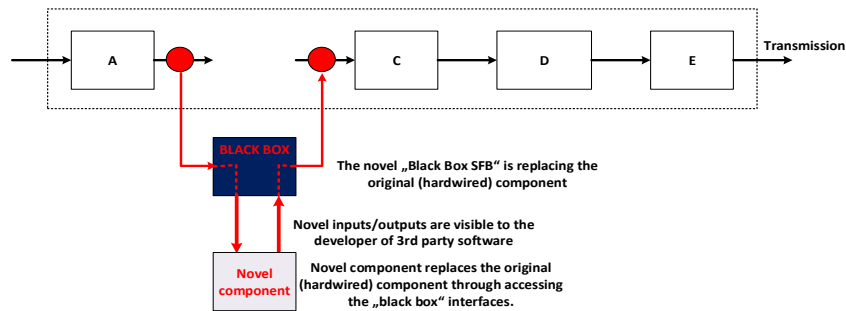 Transmission
A
C
D
E
BLACK BOX
The novel „Black Box SFB“ is replacing the
original (hardwired) component
Novel inputs/outputs are visible to the
developer of 3rd party software
Novel
component
Novel component replaces the original
(hardwired) component through accessing
the „black box“ interfaces.